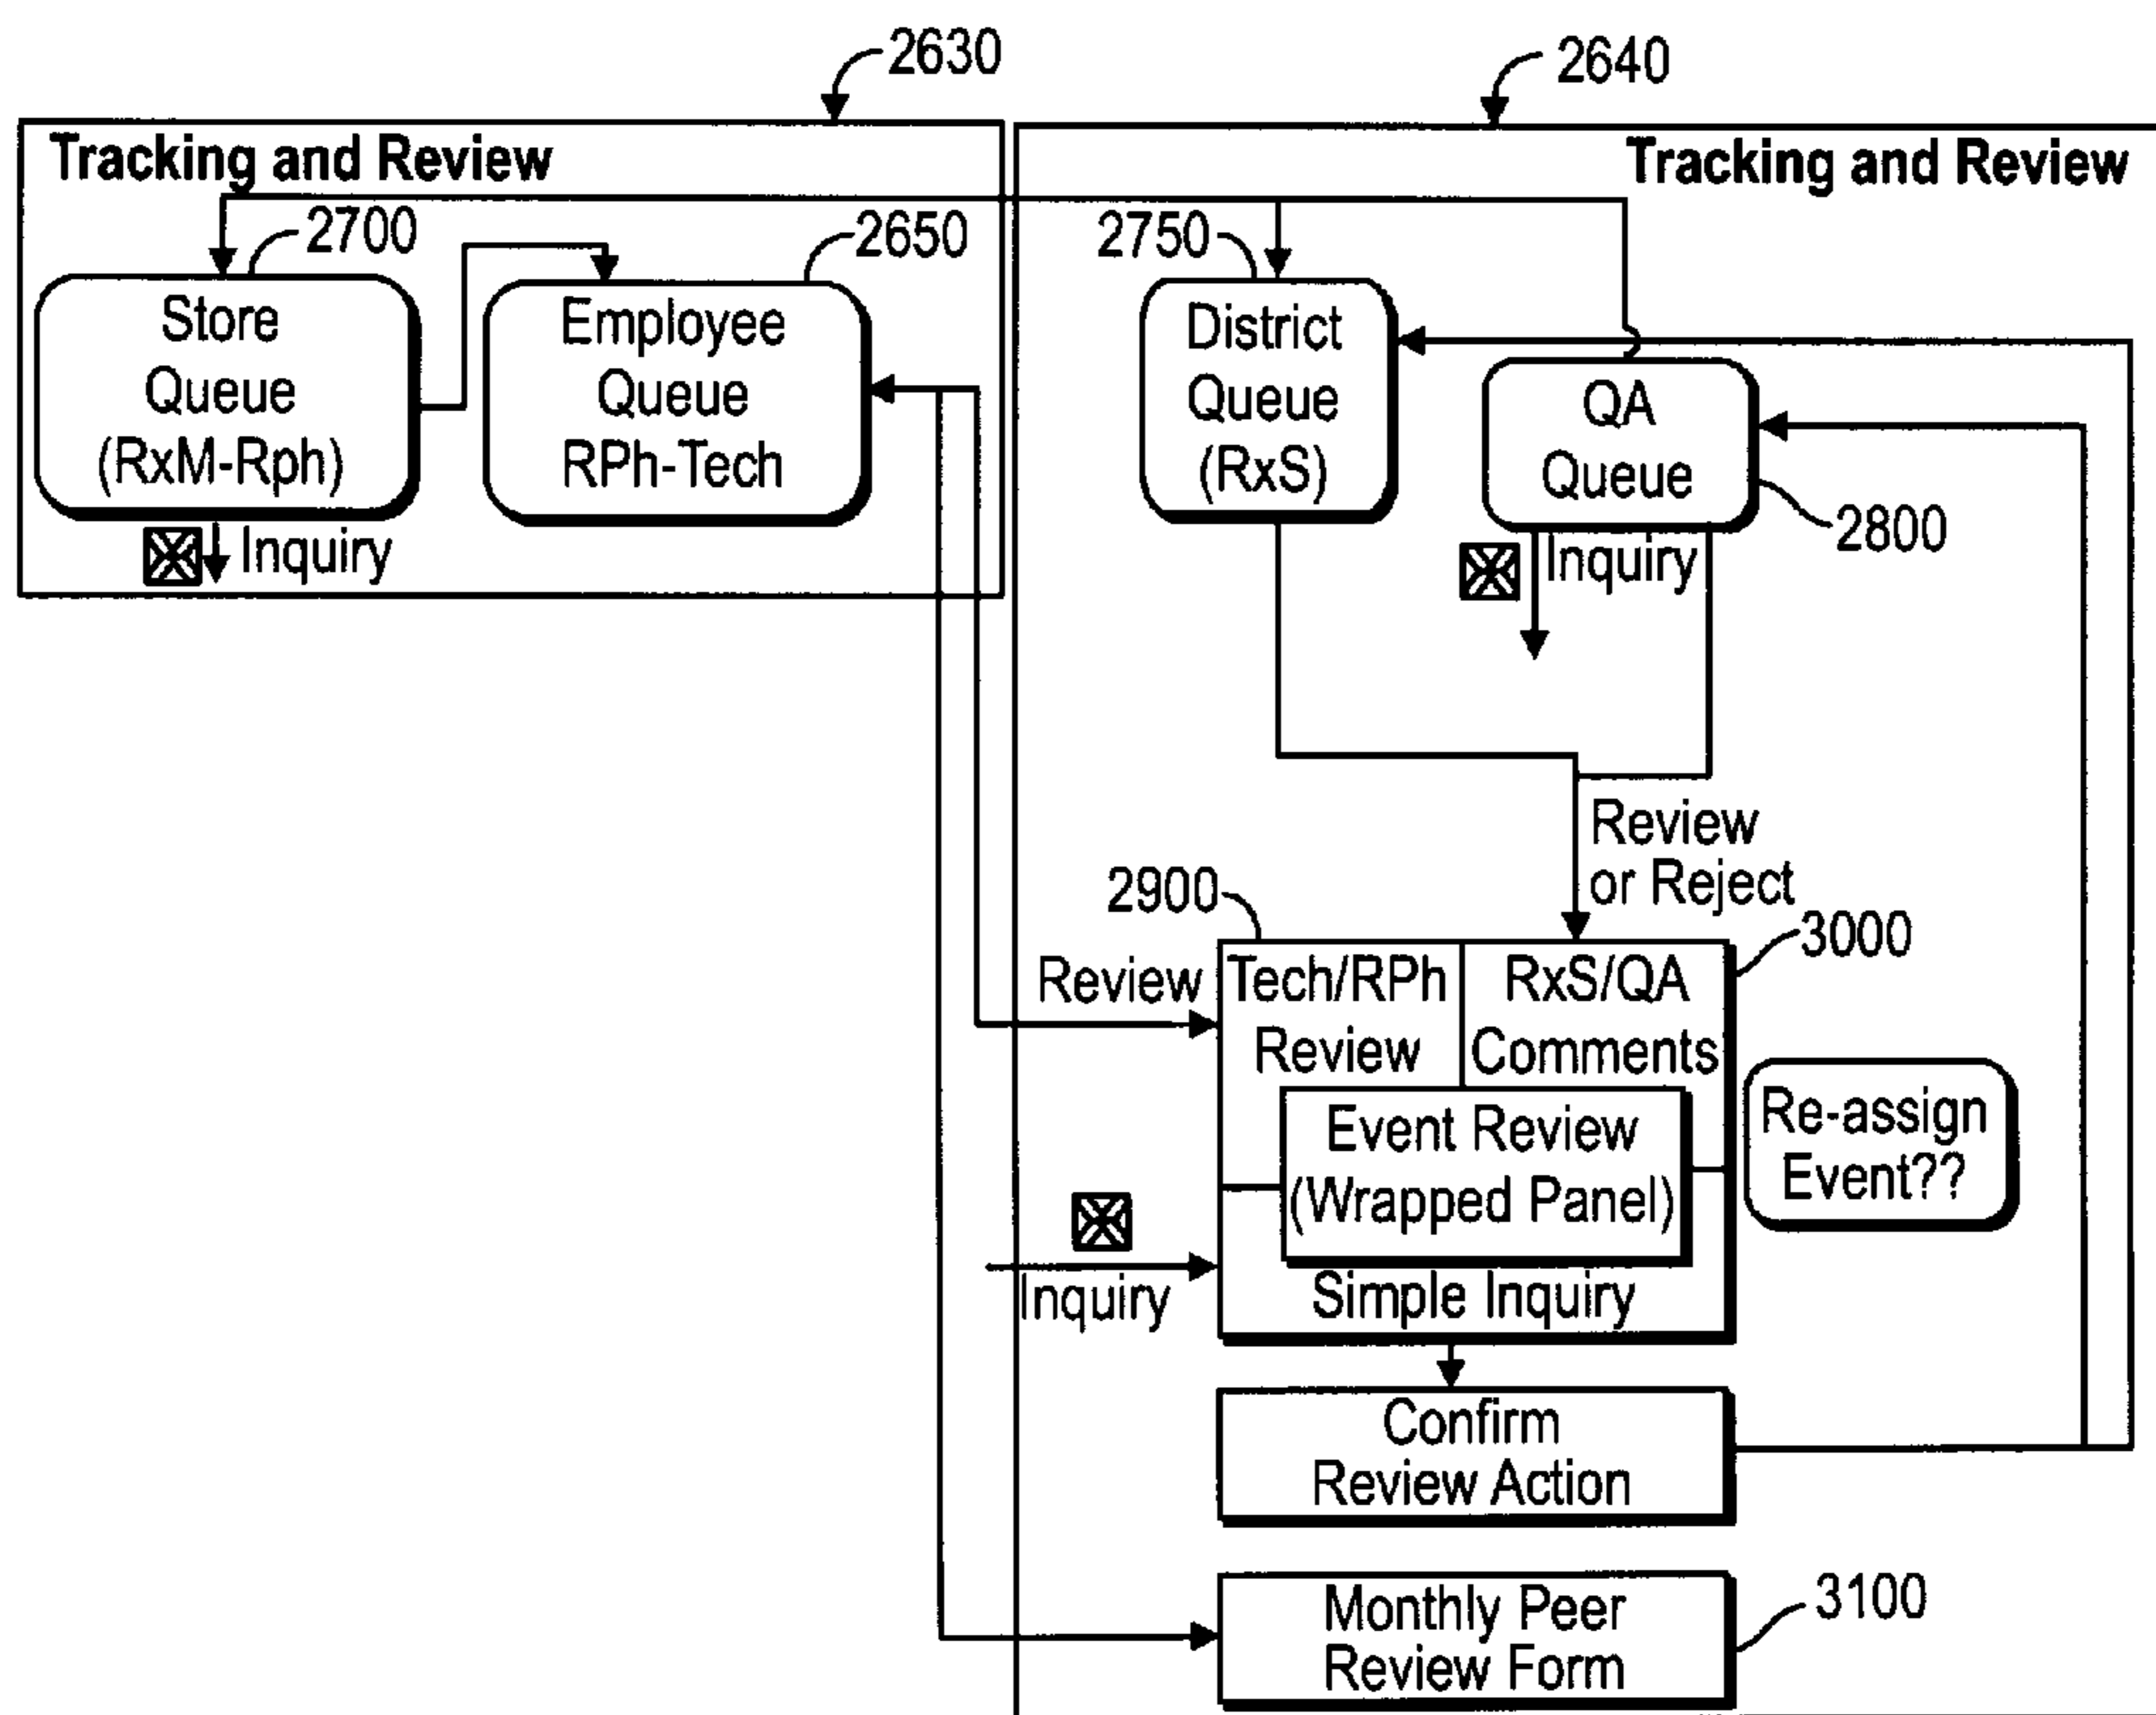 2630
2640
Tracking and Review
Tracking and Review
2700
2650
2750
Store
Queue
(RxM-Rph)
Employee
Queue
RPh-Tech
District
Queue
(RxS)
QA
Queue
2800
Inquiry
Inquiry
Review
or Reject
2900
3000
Review
Tech/RPh
Review
RxS/QA
Comments
Event Review
(Wrapped Panel)
Re-assign
Event??
Inquiry
Simple Inquiry
Confirm
Review Action
Monthly Peer
Review Form
3100